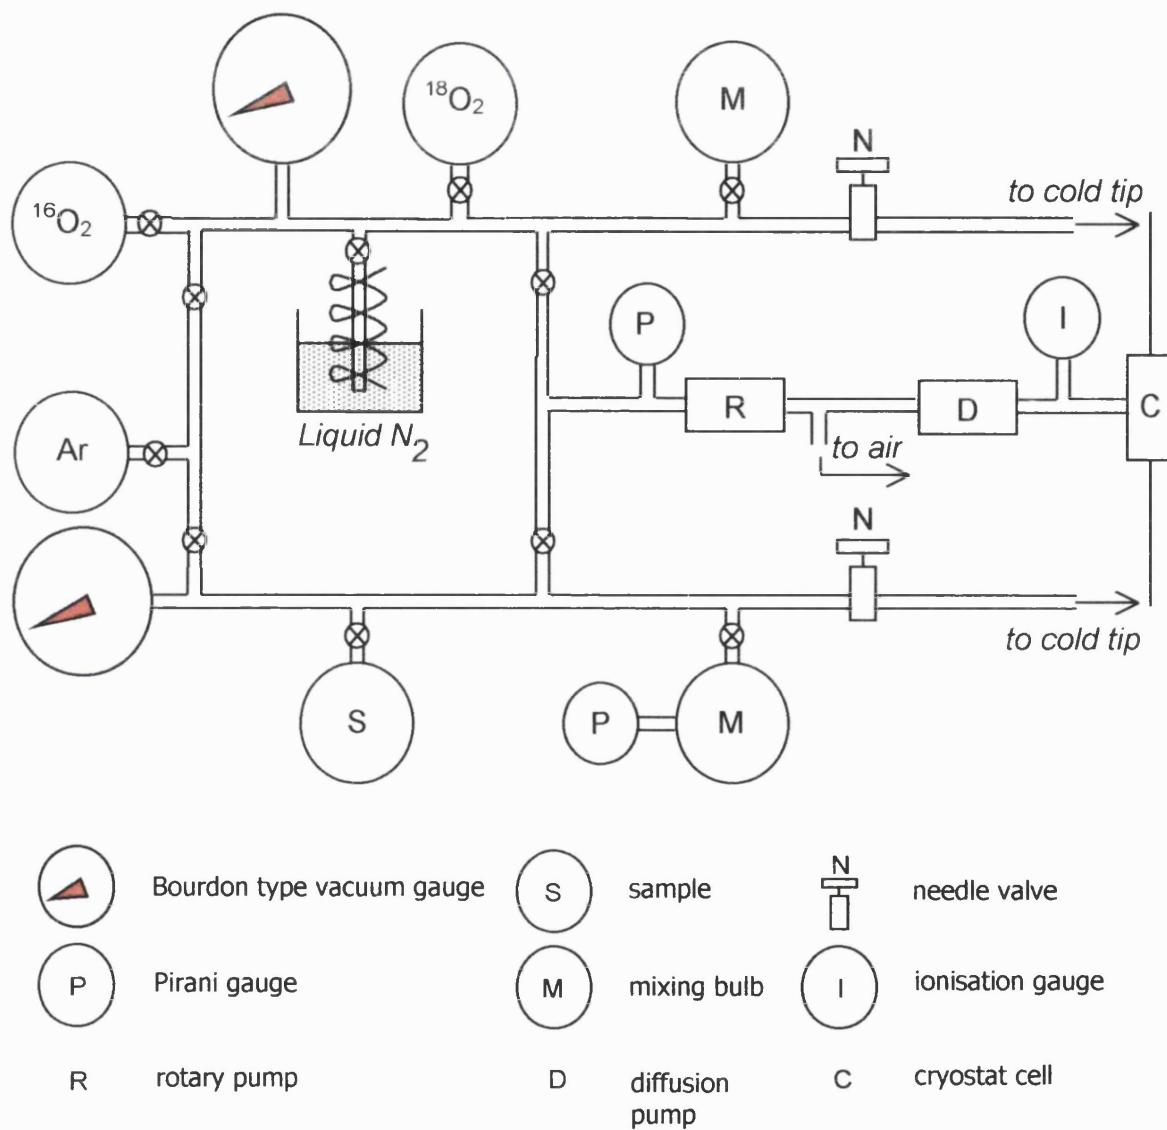 ¹⁸O₂
M
N
¹⁶O₂
to cold tip
P
I
R
D
C
Liquid N₂
to air
Ar
N
to cold tip
S
P
M
Bourdon type vacuum gauge
S
sample
N
needle valve
P
Pirani gauge
M
mixing bulb
I
ionisation gauge
R
rotary pump
D
diffusion
pump
C
cryostat cell